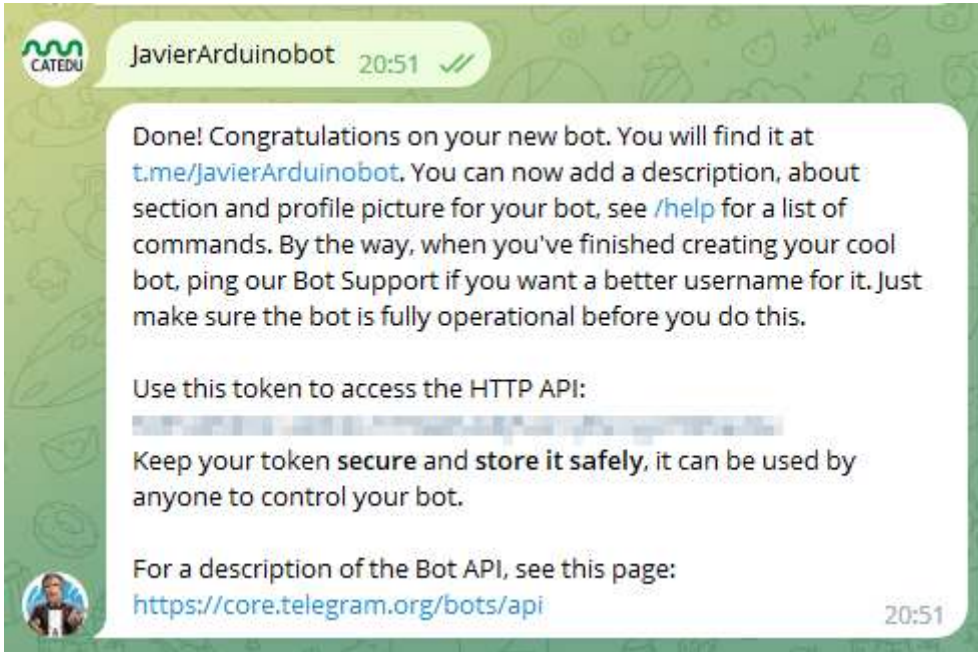 CATEDU
JavierArduinobot 20:51
Done! Congratulations on your new bot. You will find it at
t.me/JavierArduinobot. You can now add a description, about
section and profile picture for your bot, see /help for a list of
commands. By the way, when you've finished creating your cool
bot, ping our Bot Support if you want a better username for it. Just
make sure the bot is fully operational before you do this.
Use this token to access the HTTP API:
Keep your token secure and store it safely, it can be used by
anyone to control your bot.
For a description of the Bot API, see this page:
https://core.telegram.org/bots/api
20:51